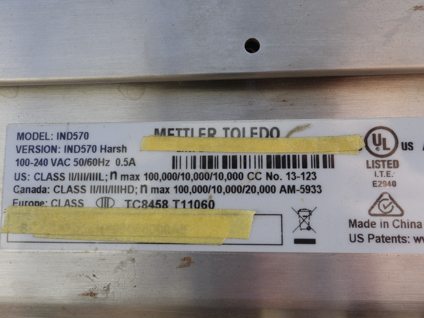 MODEL: IND570
METTLER TOLEDO
VERSION: IND570 Harsh
100-240 VAC 50/60Hz 0.5A
US: CLASS II/III/IIIL; n max 100,000/10,000/10,000 CC No. 13-123
Canada: CLASS II/III/IIIHD; n max 100,000/10,000/20,000 AM-5933
Europe: CLASS TC8458 T11060
UL
US
LISTED
I.T.E.
E2940
Made in China
US Patents: